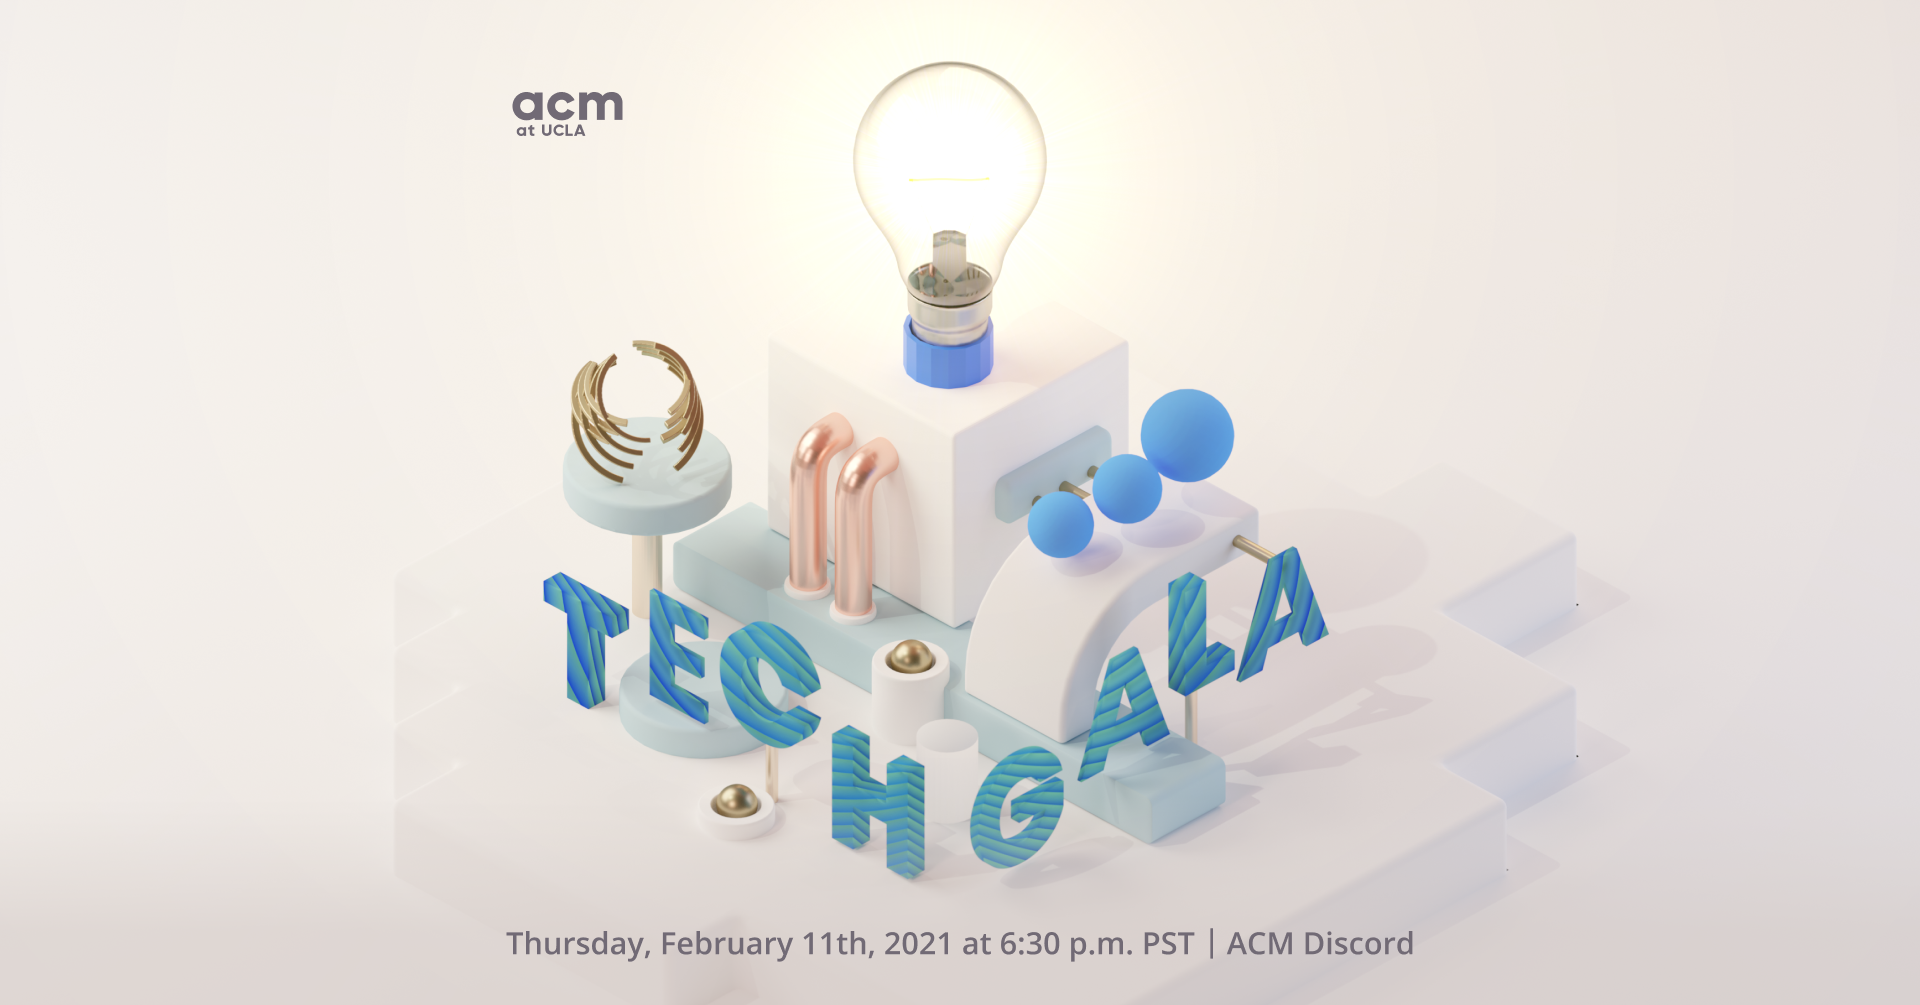 acm
at UCLA
TECH GALA
Thursday, February 11th, 2021 at 6:30 p.m. PST | ACM Discord